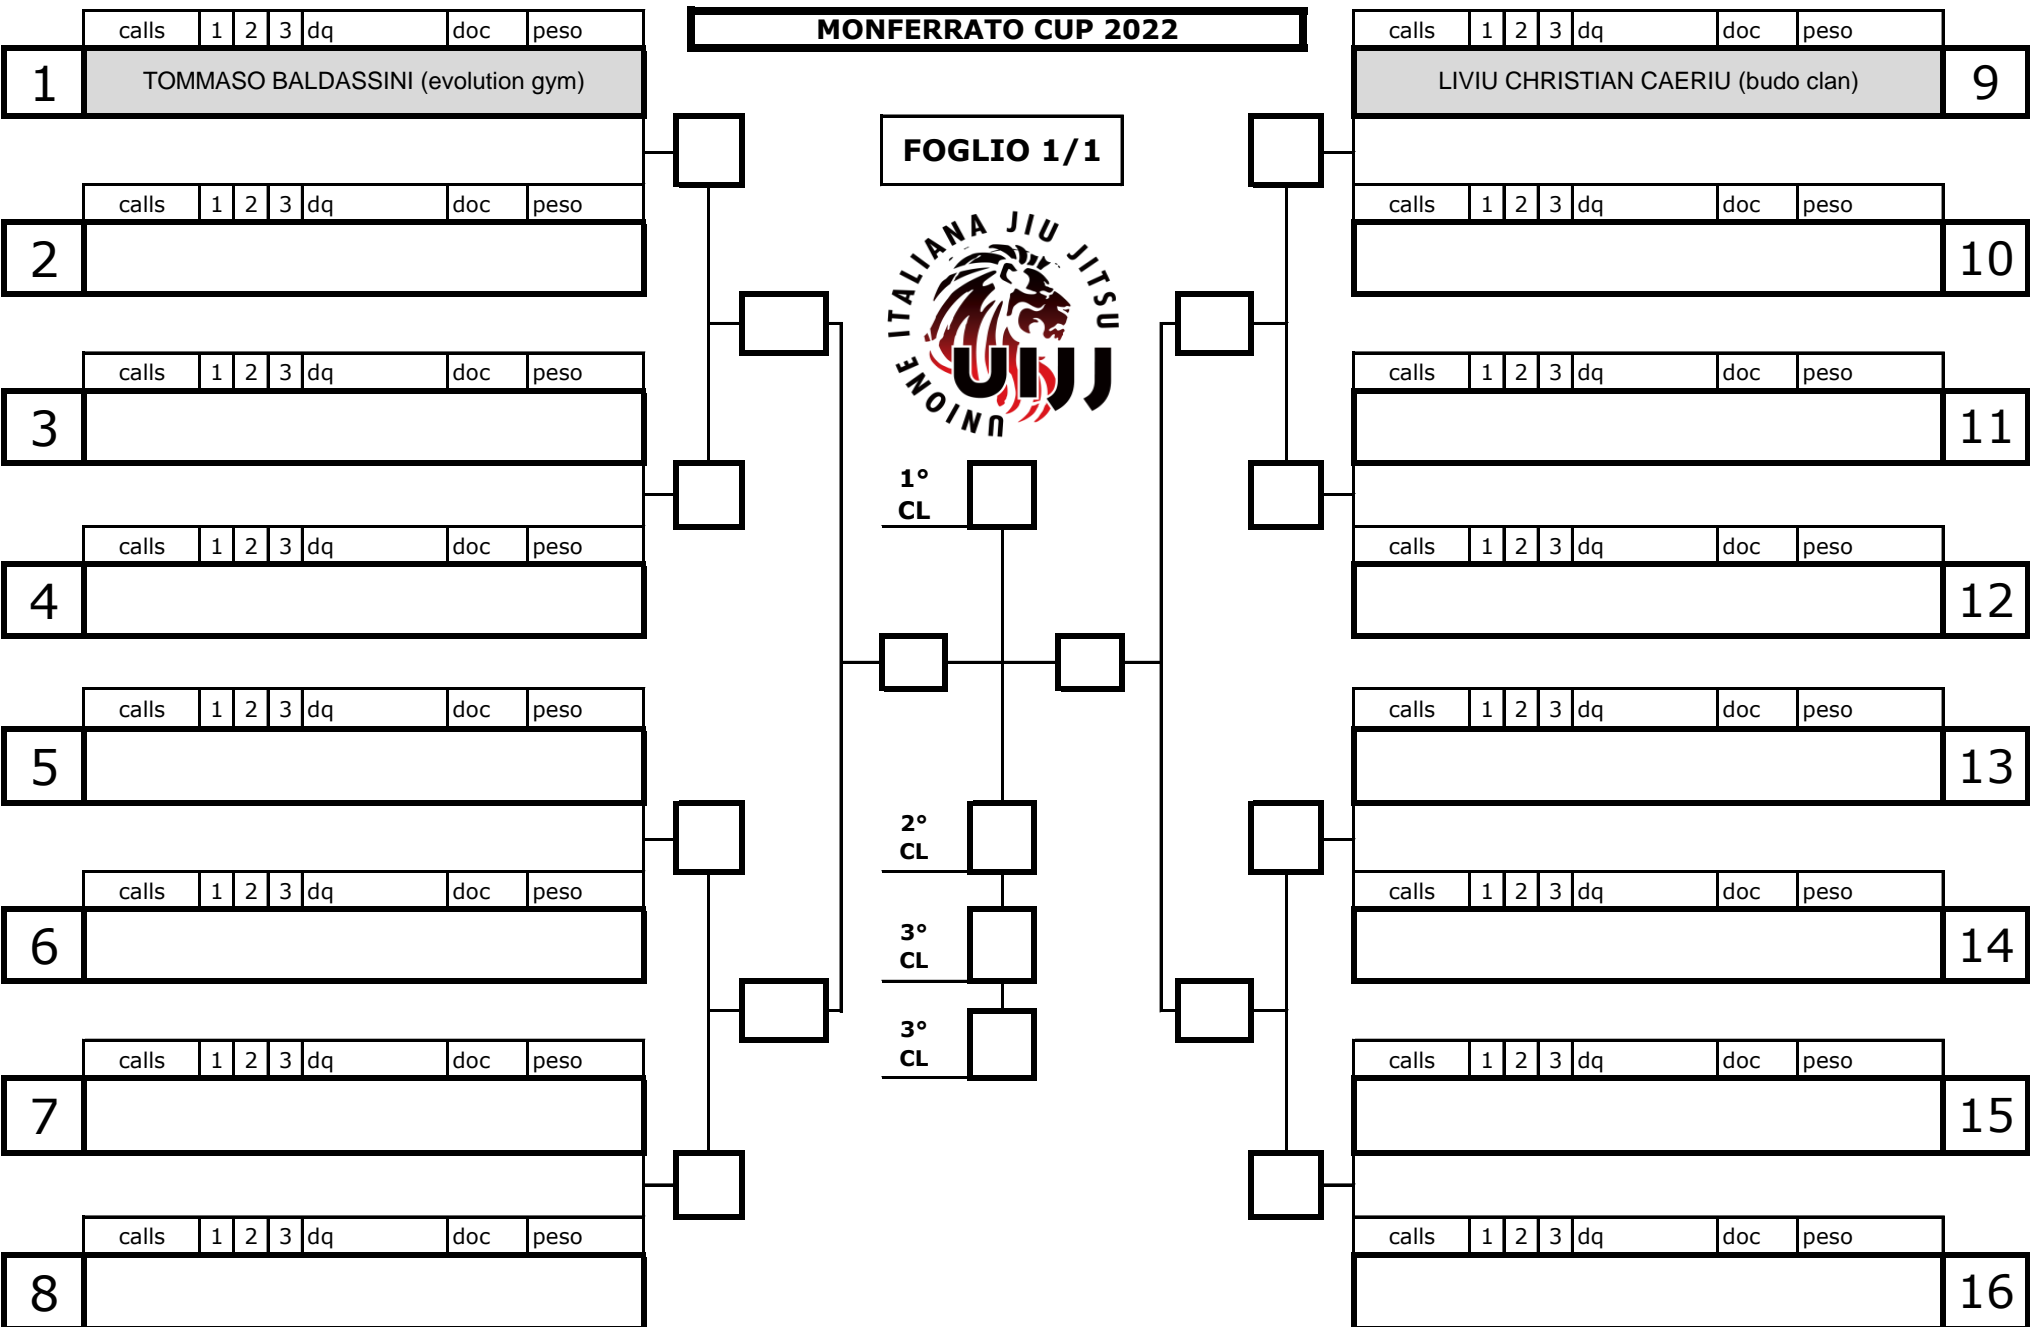 MONFERRATO CUP 2022
FOGLIO 1/1
UNIONE ITALIANA JIU JITSU
UIJJ
calls 1 2 3 dq doc peso
1 TOMMASO BALDASSINI (evolution gym)
calls 1 2 3 dq doc peso
2
calls 1 2 3 dq doc peso
3
calls 1 2 3 dq doc peso
4
calls 1 2 3 dq doc peso
5
calls 1 2 3 dq doc peso
6
calls 1 2 3 dq doc peso
7
calls 1 2 3 dq doc peso
8
1°
CL
2°
CL
3°
CL
3°
CL
calls 1 2 3 dq doc peso
LIVIU CHRISTIAN CAERIU (budo clan) 9
calls 1 2 3 dq doc peso
10
calls 1 2 3 dq doc peso
11
calls 1 2 3 dq doc peso
12
calls 1 2 3 dq doc peso
13
calls 1 2 3 dq doc peso
14
calls 1 2 3 dq doc peso
15
calls 1 2 3 dq doc peso
16